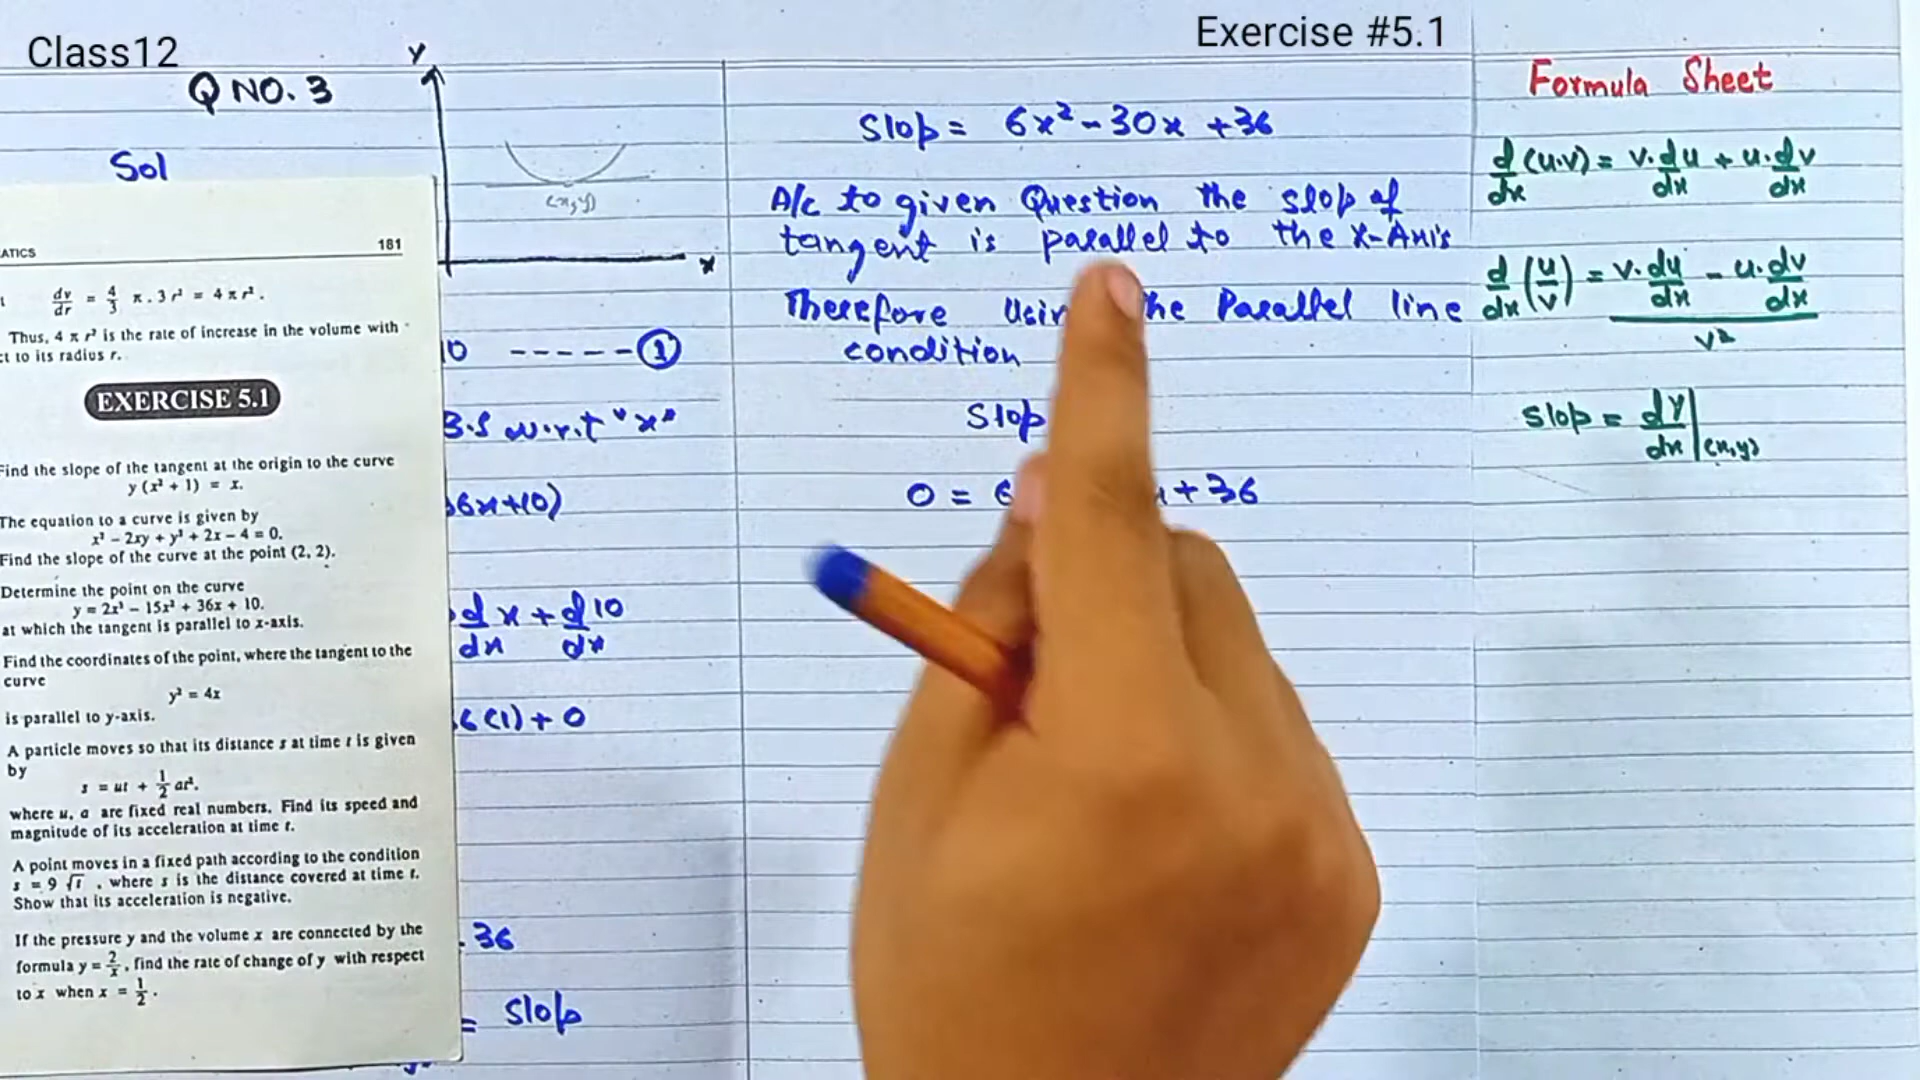 Class12
Exercise #5.1
Q NO. 3
Sol
Y
(x,y)
x
ATICS 181
dv/dr = 4/3 π . 3 r² = 4 π r² .
Thus, 4 π r² is the rate of increase in the volume with
to its radius r.
EXERCISE 5.1
Find the slope of the tangent at the origin to the curve
y (x² + 1) = x.
The equation to a curve is given by
x³ – 2xy + y³ + 2x – 4 = 0.
Find the slope of the curve at the point (2, 2).
Determine the point on the curve
y = 2x³ – 15x² + 36x + 10.
at which the tangent is parallel to x-axis.
Find the coordinates of the point, where the tangent to the
curve
y² = 4x
is parallel to y-axis.
A particle moves so that its distance s at time t is given
by
s = ut + 1/2 at².
where u, a are fixed real numbers. Find its speed and
magnitude of its acceleration at time t.
A point moves in a fixed path according to the condition
s = 9 √t , where s is the distance covered at time t.
Show that its acceleration is negative.
If the pressure y and the volume x are connected by the
formula y = 2/x , find the rate of change of y with respect
to x when x = 1/2 .
10 -----①
B.S w.r.t "x"
36x+10)
d/dx x + d/dx 10
36(1) + 0
36
= Slop
Slop = 6x² - 30x + 36
A/c to given Question the slop of
tangent is parallel to the X-Axis
Therefore the Parallel line
condition
Slop
0 = 6 + 36
Formula Sheet
d/dx (u.v) = v.du/dx + u.dv/dx
d/dx (u/v) = v.du/dx - u.dv/dx / v²
Slop = dy/dx |(x,y)